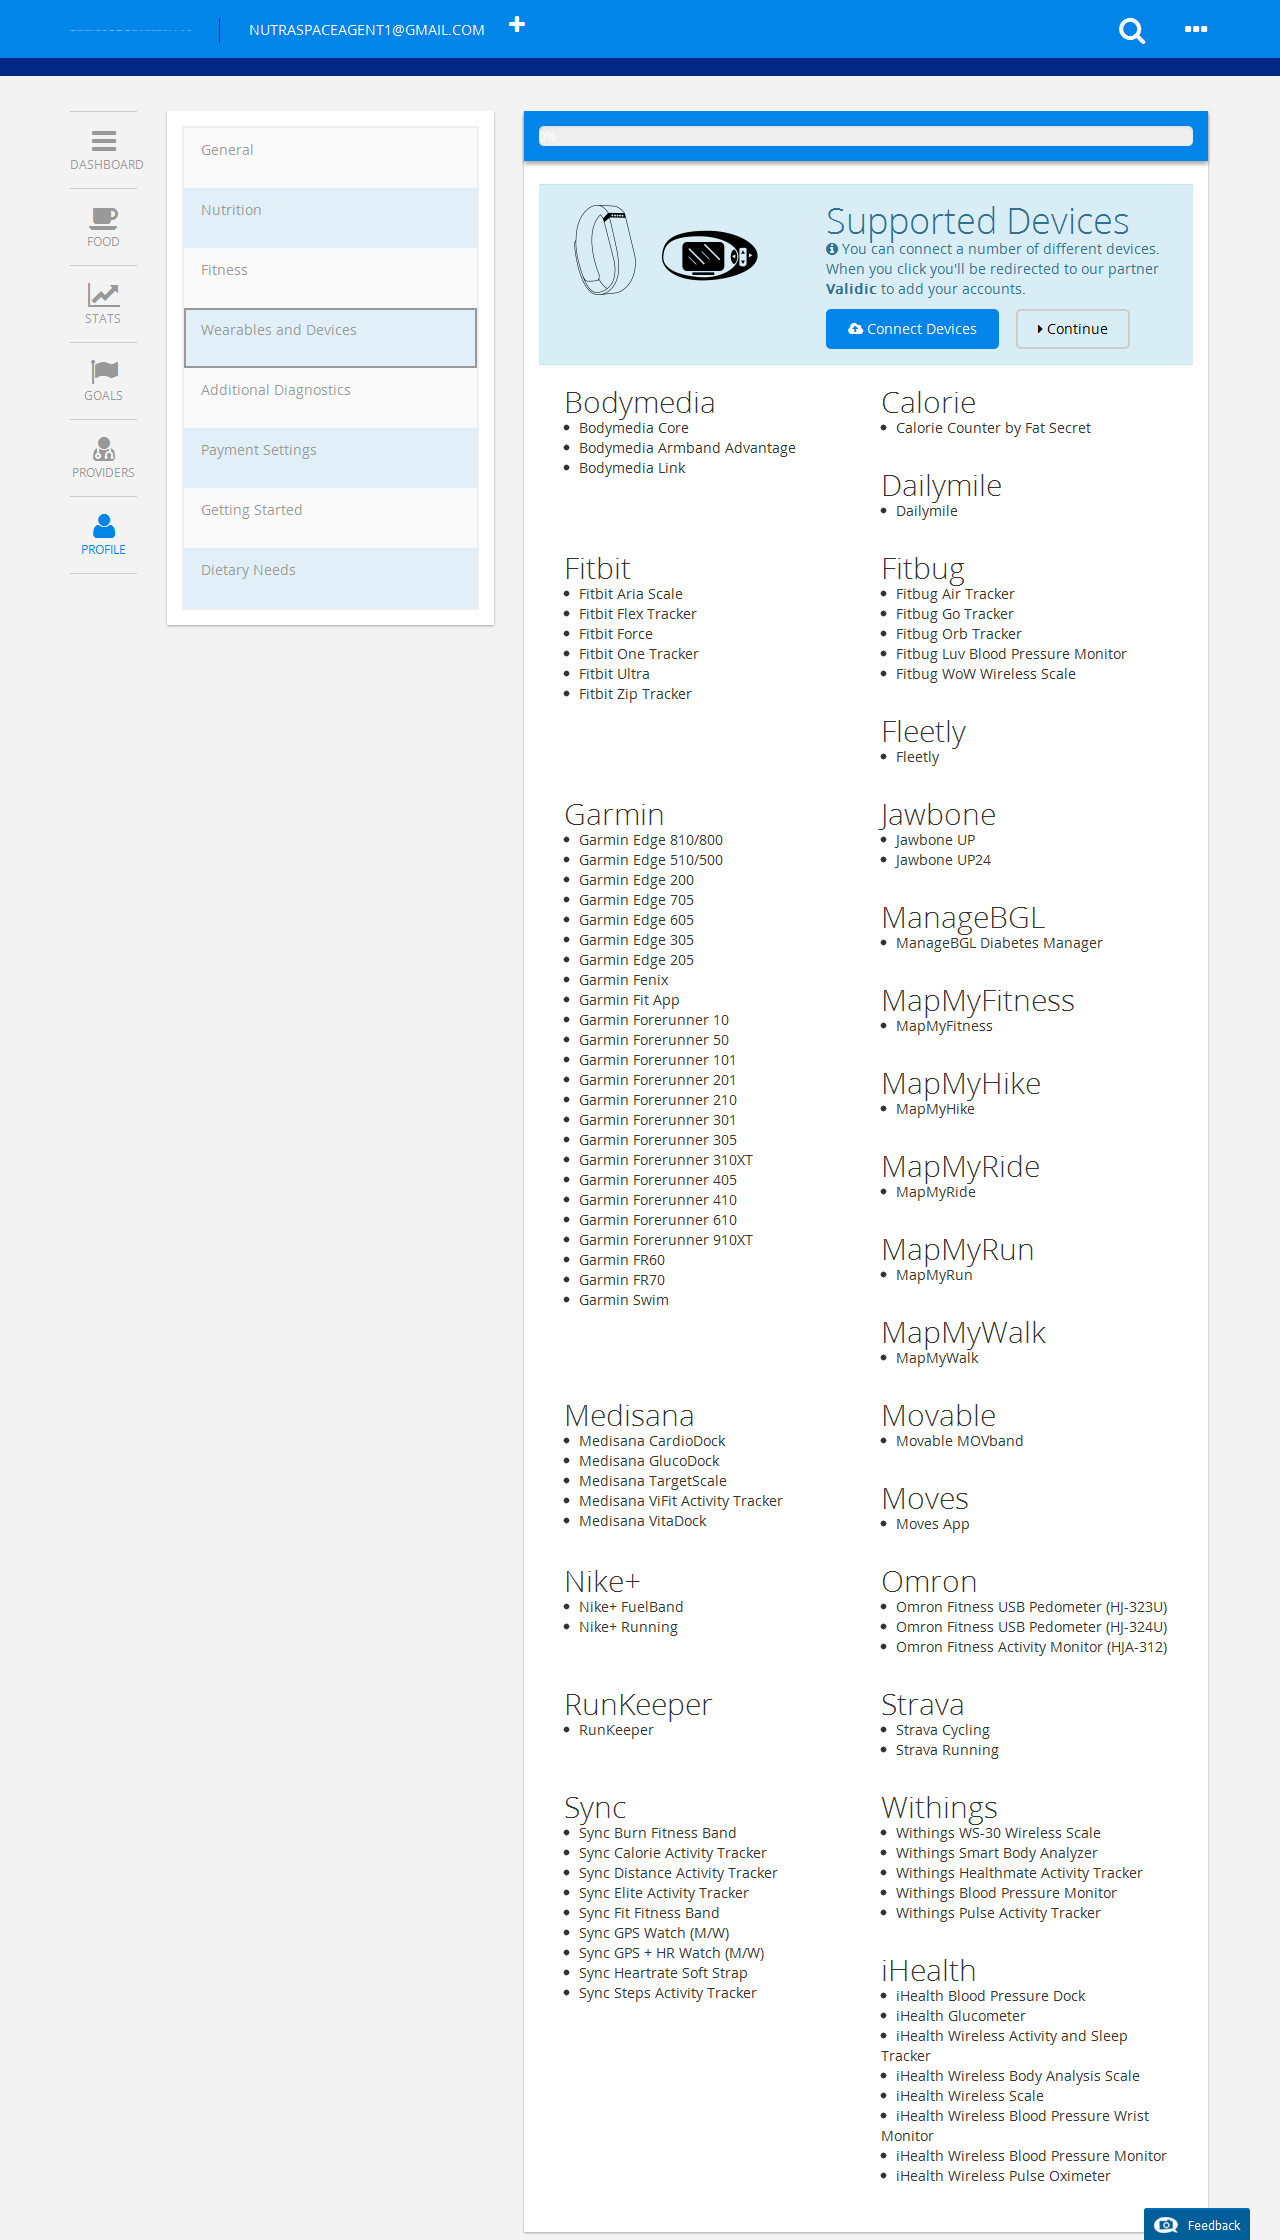 NUTRASPACEAGENT1@GMAIL.COM
DASHBOARD
FOOD
STATS
GOALS
PROVIDERS
PROFILE
General
Nutrition
Fitness
Wearables and Devices
Additional Diagnostics
Payment Settings
Getting Started
Dietary Needs
0%
Supported Devices
You can connect a number of different devices.
When you click you'll be redirected to our partner
Validic to add your accounts.
Connect Devices
Continue
Bodymedia
Bodymedia Core
Bodymedia Armband Advantage
Bodymedia Link
Calorie
Calorie Counter by Fat Secret
Dailymile
Dailymile
Fitbit
Fitbit Aria Scale
Fitbit Flex Tracker
Fitbit Force
Fitbit One Tracker
Fitbit Ultra
Fitbit Zip Tracker
Fitbug
Fitbug Air Tracker
Fitbug Go Tracker
Fitbug Orb Tracker
Fitbug Luv Blood Pressure Monitor
Fitbug WoW Wireless Scale
Fleetly
Fleetly
Garmin
Garmin Edge 810/800
Garmin Edge 510/500
Garmin Edge 200
Garmin Edge 705
Garmin Edge 605
Garmin Edge 305
Garmin Edge 205
Garmin Fenix
Garmin Fit App
Garmin Forerunner 10
Garmin Forerunner 50
Garmin Forerunner 101
Garmin Forerunner 201
Garmin Forerunner 210
Garmin Forerunner 301
Garmin Forerunner 305
Garmin Forerunner 310XT
Garmin Forerunner 405
Garmin Forerunner 410
Garmin Forerunner 610
Garmin Forerunner 910XT
Garmin FR60
Garmin FR70
Garmin Swim
Jawbone
Jawbone UP
Jawbone UP24
ManageBGL
ManageBGL Diabetes Manager
MapMyFitness
MapMyFitness
MapMyHike
MapMyHike
MapMyRide
MapMyRide
MapMyRun
MapMyRun
MapMyWalk
MapMyWalk
Medisana
Medisana CardioDock
Medisana GlucoDock
Medisana TargetScale
Medisana ViFit Activity Tracker
Medisana VitaDock
Movable
Movable MOVband
Moves
Moves App
Nike+
Nike+ FuelBand
Nike+ Running
Omron
Omron Fitness USB Pedometer (HJ-323U)
Omron Fitness USB Pedometer (HJ-324U)
Omron Fitness Activity Monitor (HJA-312)
RunKeeper
RunKeeper
Strava
Strava Cycling
Strava Running
Sync
Sync Burn Fitness Band
Sync Calorie Activity Tracker
Sync Distance Activity Tracker
Sync Elite Activity Tracker
Sync Fit Fitness Band
Sync GPS Watch (M/W)
Sync GPS + HR Watch (M/W)
Sync Heartrate Soft Strap
Sync Steps Activity Tracker
Withings
Withings WS-30 Wireless Scale
Withings Smart Body Analyzer
Withings Healthmate Activity Tracker
Withings Blood Pressure Monitor
Withings Pulse Activity Tracker
iHealth
iHealth Blood Pressure Dock
iHealth Glucometer
iHealth Wireless Activity and Sleep
Tracker
iHealth Wireless Body Analysis Scale
iHealth Wireless Scale
iHealth Wireless Blood Pressure Wrist
Monitor
iHealth Wireless Blood Pressure Monitor
iHealth Wireless Pulse Oximeter
Feedback